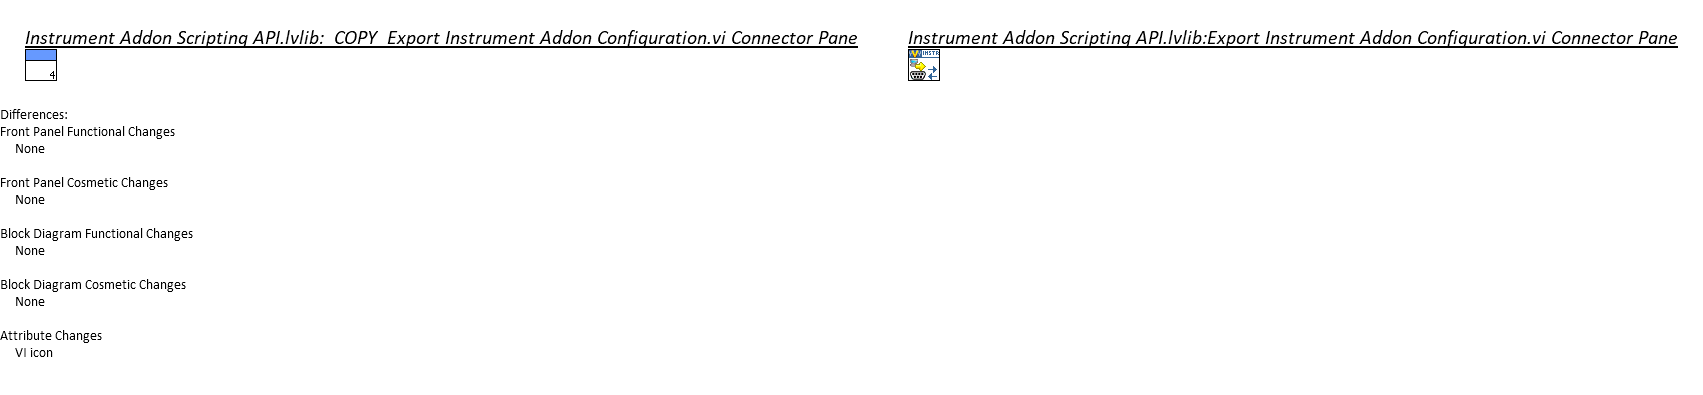 Instrument Addon Scripting API.lvlib:_COPY_Export Instrument Addon Configuration.vi Connector Pane
Instrument Addon Scripting API.lvlib:Export Instrument Addon Configuration.vi Connector Pane
4
INSTR
Differences:
Front Panel Functional Changes
None
Front Panel Cosmetic Changes
None
Block Diagram Functional Changes
None
Block Diagram Cosmetic Changes
None
Attribute Changes
VI icon